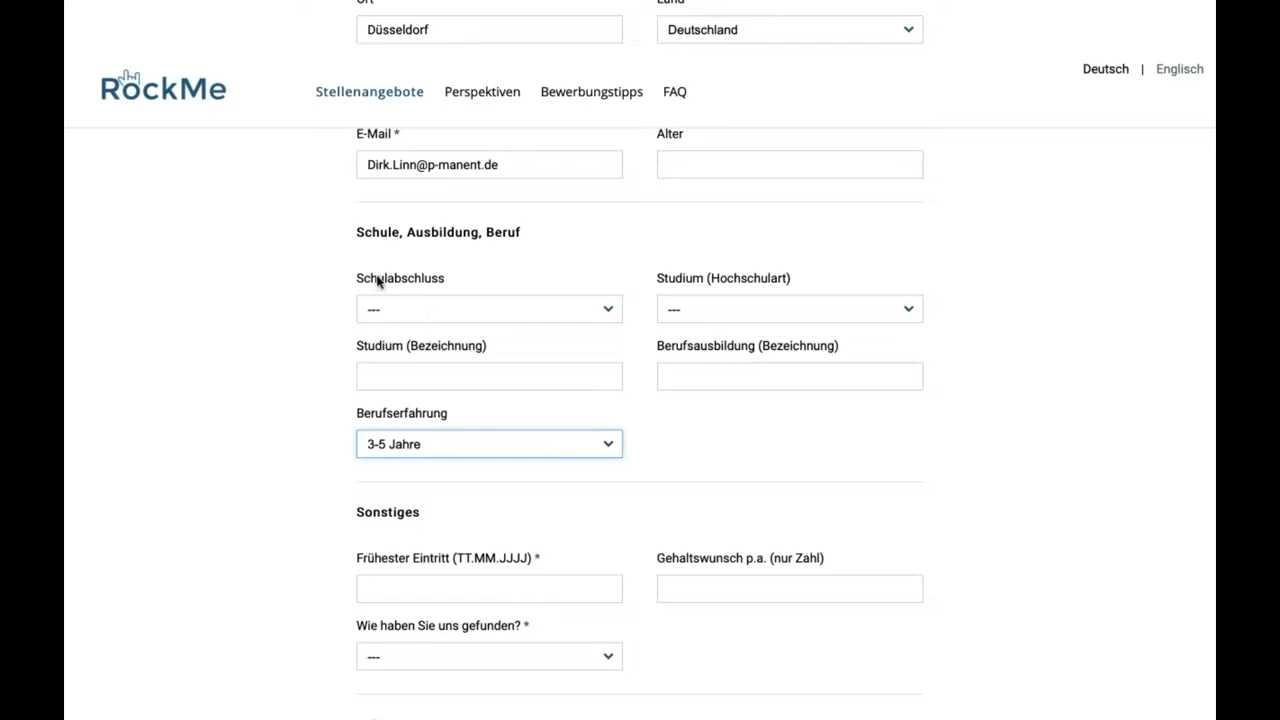 Ort Land
Düsseldorf Deutschland
RockMe Stellenangebote Perspektiven Bewerbungstipps FAQ Deutsch | Englisch
E-Mail * Alter
Dirk.Linn@p-manent.de
Schule, Ausbildung, Beruf
Schulabschluss Studium (Hochschulart)
--- ---
Studium (Bezeichnung) Berufsausbildung (Bezeichnung)
Berufserfahrung
3-5 Jahre
Sonstiges
Frühester Eintritt (TT.MM.JJJJ) * Gehaltswunsch p.a. (nur Zahl)
Wie haben Sie uns gefunden? *
---